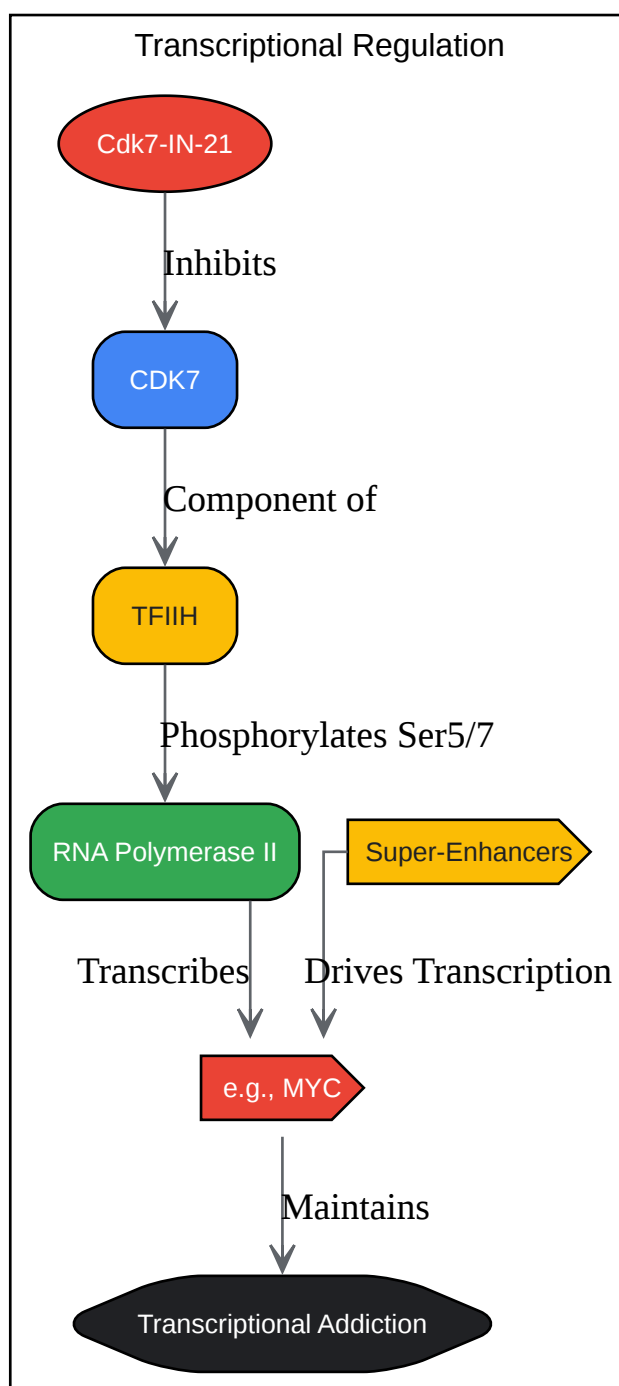 Transcriptional Regulation
Cdk7-IN-21
Inhibits
CDK7
Component of
TFIIH
Phosphorylates Ser5/7
RNA Polymerase II
Super-Enhancers
Transcribes
Drives Transcription
e.g., MYC
Maintains
Transcriptional Addiction